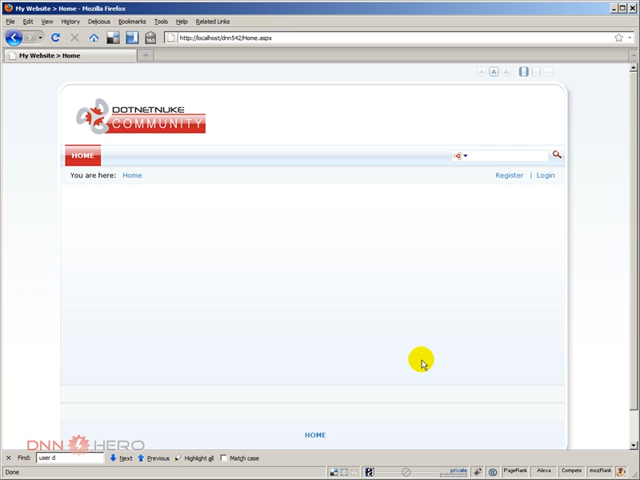 My Website > Home - Mozilla Firefox
File Edit View History Delicious Bookmarks Tools Help Related Links
http://localhost/dnn542/Home.aspx
My Website > Home
A A A
DOTNETNUKE
COMMUNITY
HOME
You are here: Home
Register | Login
HOME
DNN HERO
Find: user d Next Previous Highlight all Match case
Done
private PageRank Alexa Compete mozRank